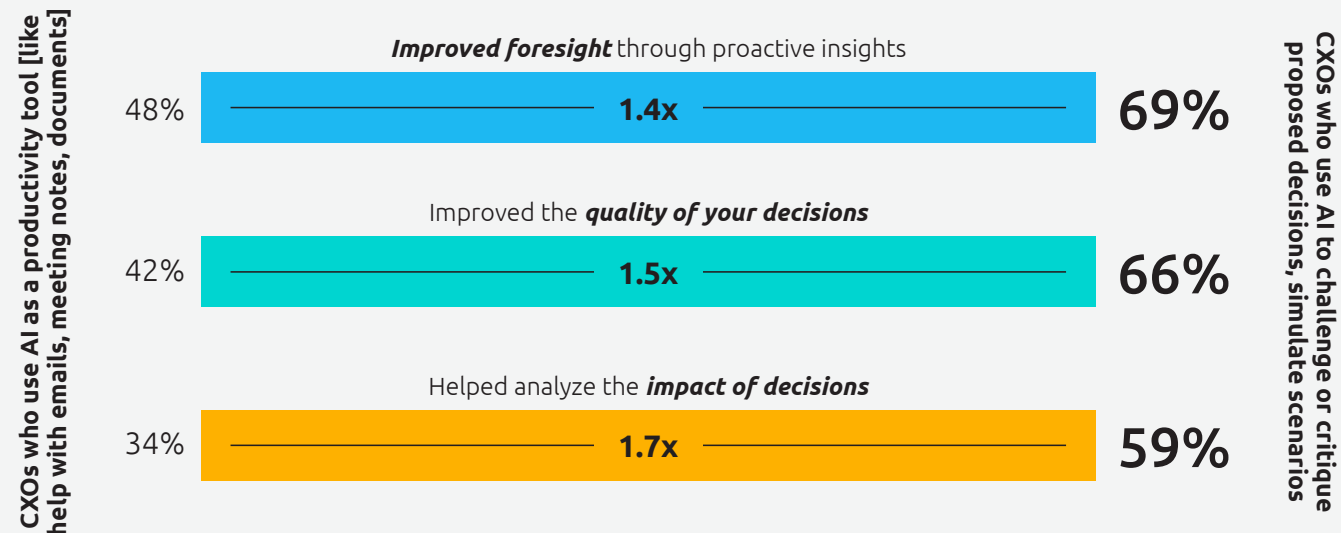 CXOs who use AI as a productivity tool [like
help with emails, meeting notes, documents]
Improved foresight through proactive insights
48%
1.4x
69%
Improved the quality of your decisions
42%
1.5x
66%
Helped analyze the impact of decisions
34%
1.7x
59%
CXOs who use AI to challenge or critique
proposed decisions, simulate scenarios